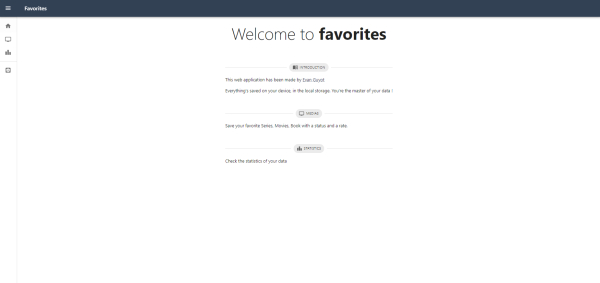 Favorites
Welcome to favorites
INTRODUCTION
This web application has been made by Evan Guyot
Everything's saved on your device, in the local storage. You're the master of your data !
MEDIAS
Save your favorite Series, Movies, Book with a status and a rate
STATISTICS
Check the statistics of your data